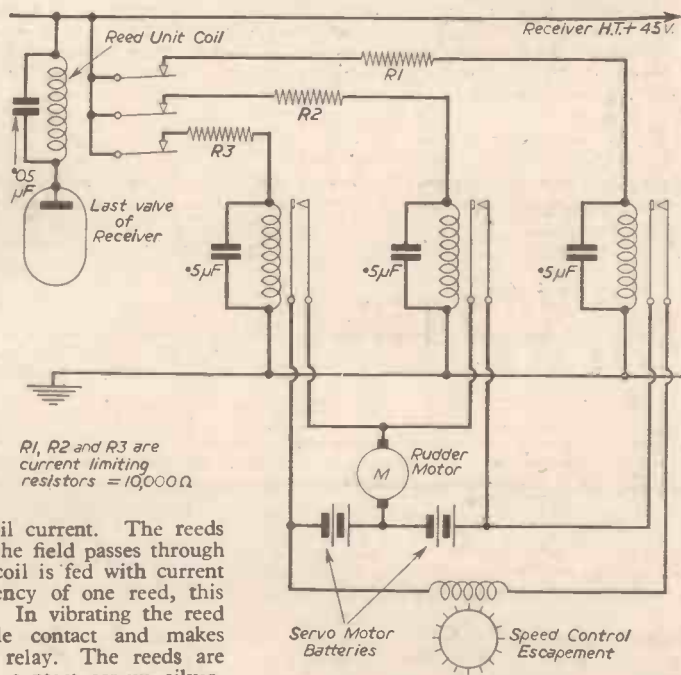 Reed Unit Coil
Receiver H.T.+ 45V.
R1
R2
R3
·05
μF
Last valve
of
Receiver
·5μF
·5μF
·5μF
R1, R2 and R3 are
current limiting
resistors = 10,000Ω
M
Rudder
Motor
Servo Motor
Batteries
Speed Control
Escapement
il current. The reeds
he field passes through
coil is fed with current
ency of one reed, this
In vibrating the reed
le contact and makes
relay. The reeds are